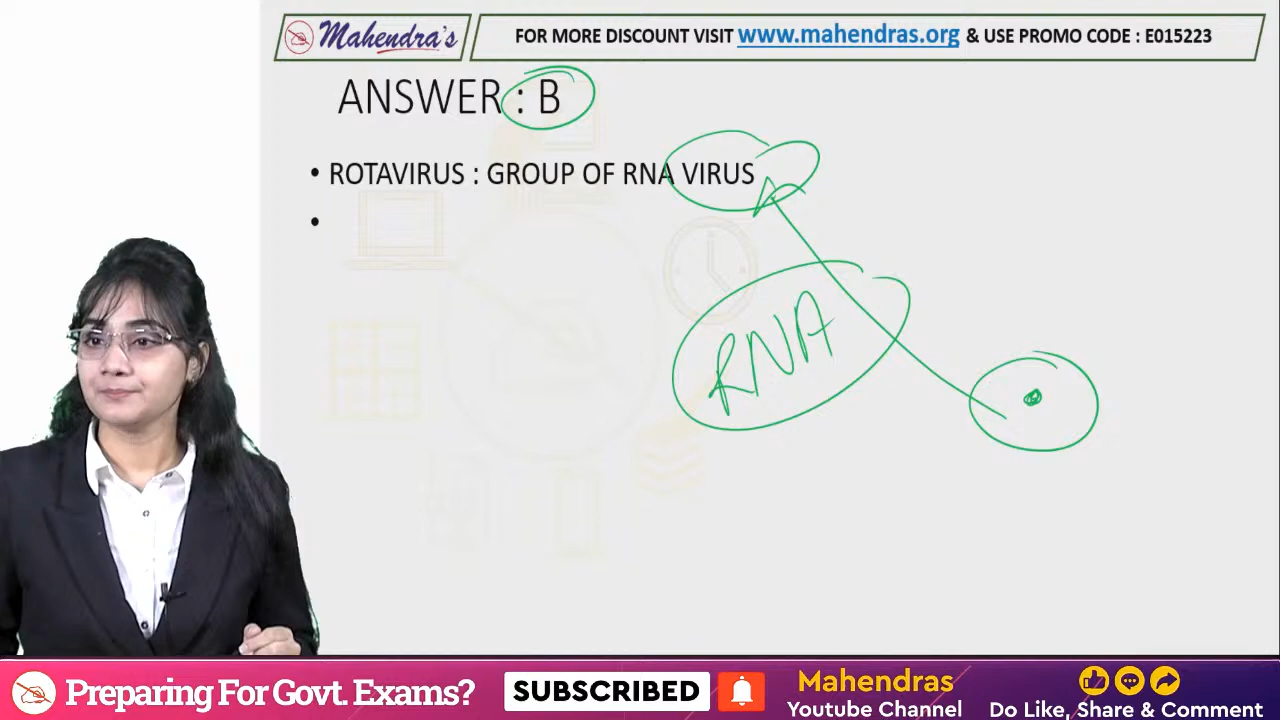 Mahendra's
FOR MORE DISCOUNT VISIT www.mahendras.org & USE PROMO CODE : E015223
ANSWER : B
• ROTAVIRUS : GROUP OF RNA VIRUS
•
RNA
Preparing For Govt. Exams?
SUBSCRIBED
Mahendras
Youtube Channel
Do Like, Share & Comment